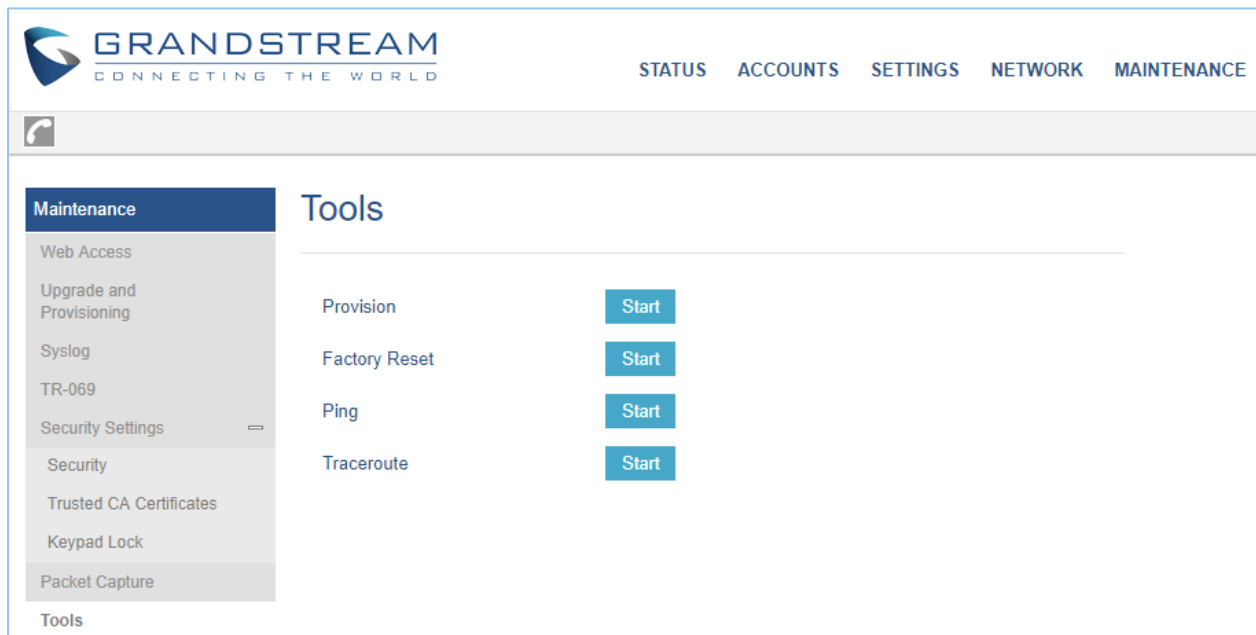 GRANDSTREAM
CONNECTING THE WORLD
STATUS ACCOUNTS SETTINGS NETWORK MAINTENANCE
Maintenance
Web Access
Upgrade and
Provisioning
Syslog
TR-069
Security Settings
Security
Trusted CA Certificates
Keypad Lock
Packet Capture
Tools
Tools
Provision Start
Factory Reset Start
Ping Start
Traceroute Start